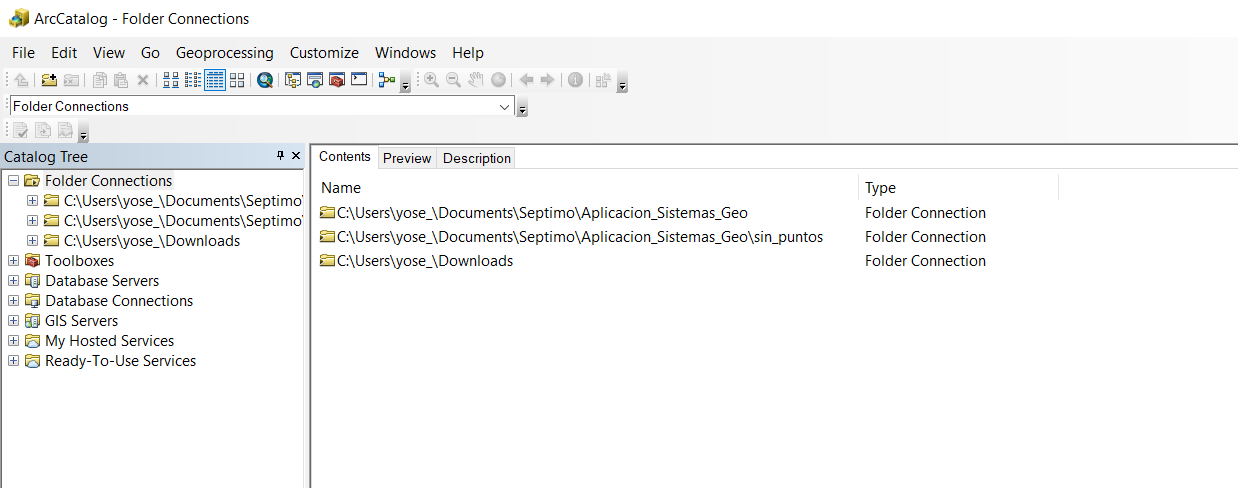 ArcCatalog - Folder Connections
File Edit View Go Geoprocessing Customize Windows Help
Folder Connections
Catalog Tree
Folder Connections
C:\Users\yose_\Documents\Septimo\
C:\Users\yose_\Documents\Septimo\
C:\Users\yose_\Downloads
Toolboxes
Database Servers
Database Connections
GIS Servers
My Hosted Services
Ready-To-Use Services
Contents Preview Description
Name Type
C:\Users\yose_\Documents\Septimo\Aplicacion_Sistemas_Geo Folder Connection
C:\Users\yose_\Documents\Septimo\Aplicacion_Sistemas_Geo\sin_puntos Folder Connection
C:\Users\yose_\Downloads Folder Connection